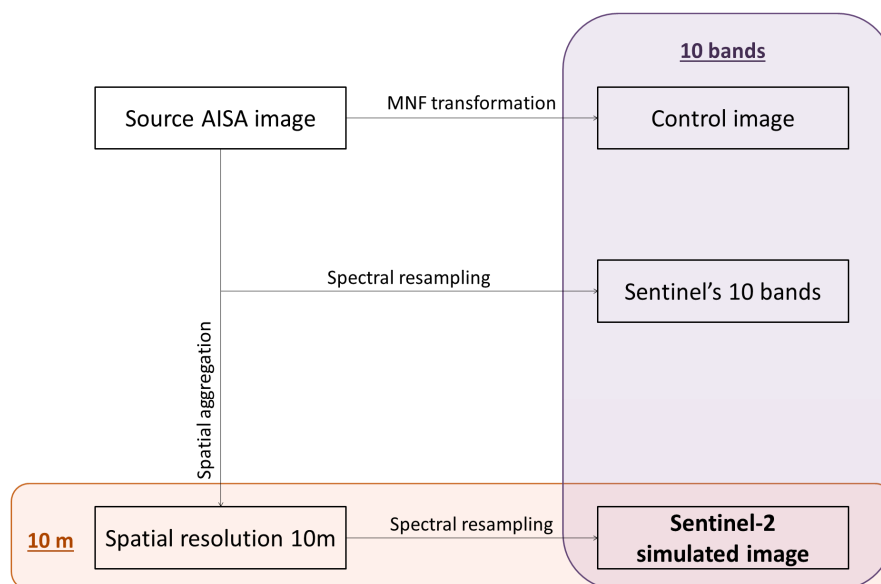 10 bands
Source AISA image
MNF transformation
Control image
Spectral resampling
Sentinel's 10 bands
Spatial aggregation
10 m
Spatial resolution 10m
Spectral resampling
Sentinel-2
simulated image